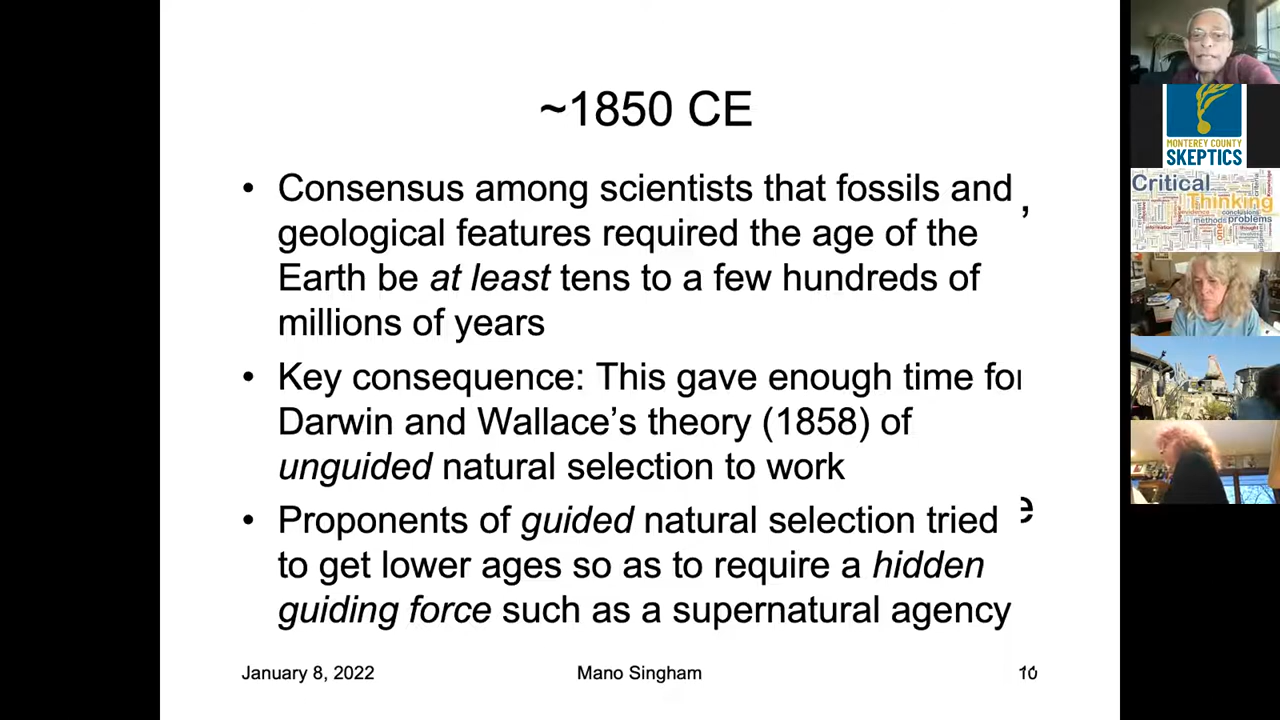 ~1850 CE
• Consensus among scientists that fossils and
geological features required the age of the
Earth be at least tens to a few hundreds of
millions of years
• Key consequence: This gave enough time for
Darwin and Wallace’s theory (1858) of
unguided natural selection to work
• Proponents of guided natural selection tried
to get lower ages so as to require a hidden
guiding force such as a supernatural agency
January 8, 2022
Mano Singham
MONTEREY COUNTY
SKEPTICS
Critical
Thinking
conclusions
methods problems